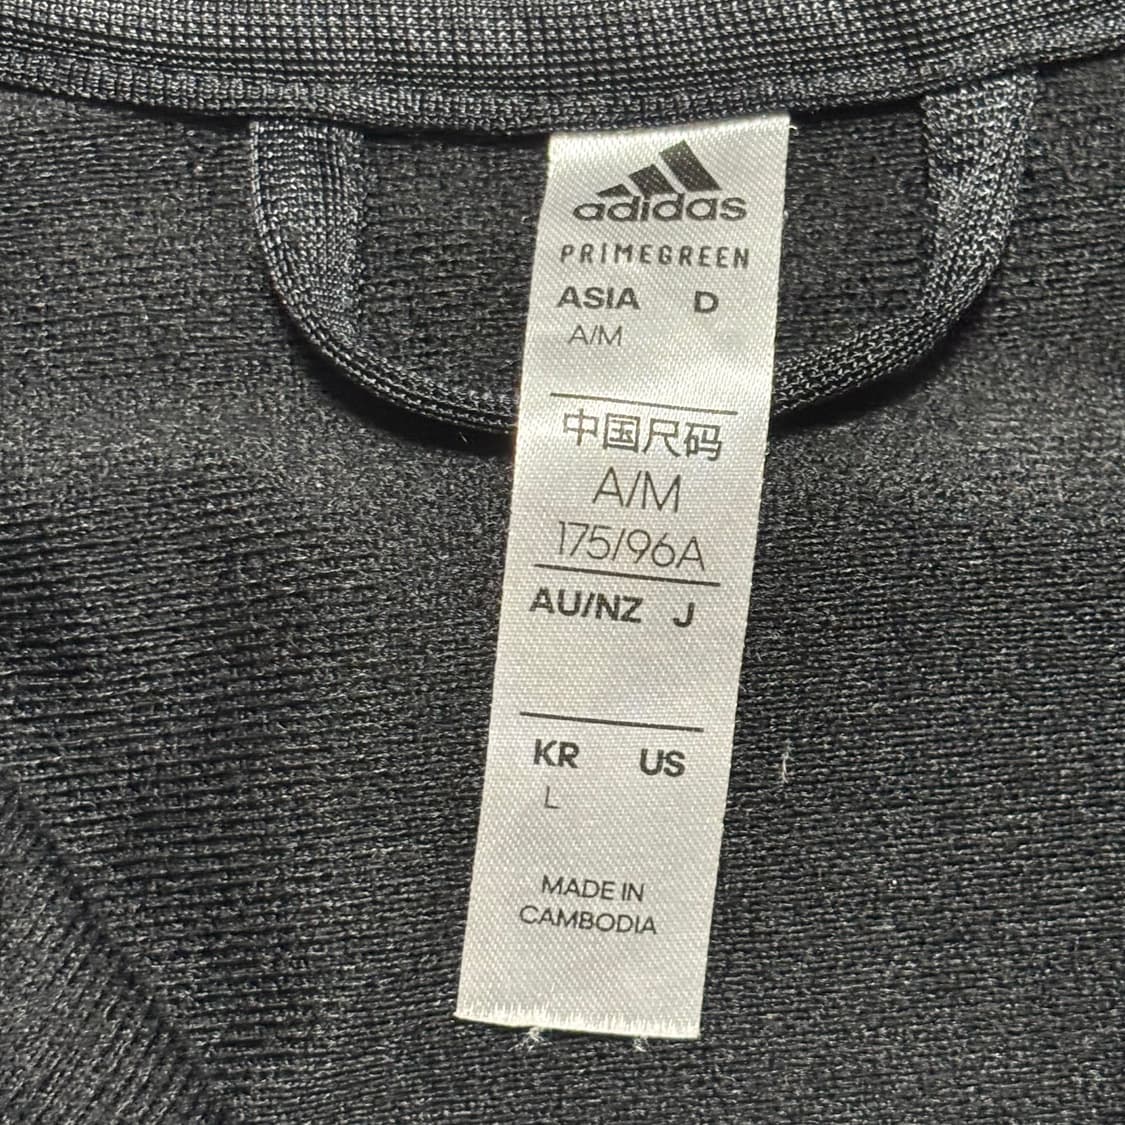 adidas
PRIMEGREEN
ASIA D
A/M
中国尺码
A/M
175/96A
AU/NZ J
KR US
L
MADE IN
CAMBODIA